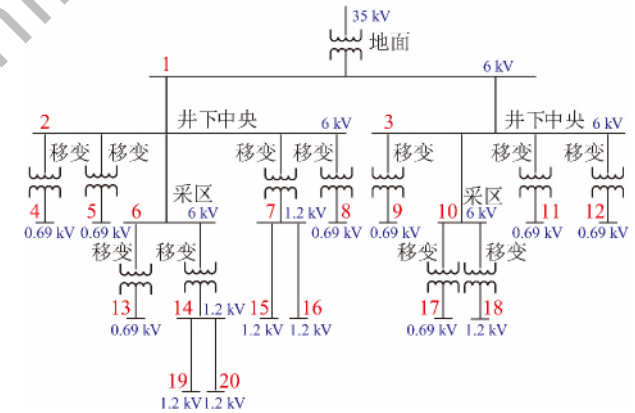 35 kV
地面
1 6 kV
2 井下中央 6 kV 3 井下中央 6 kV
移变 移变 移变 移变 移变 移变 移变
采区 采区
4 5 6 6 kV 7 1.2 kV 8 9 10 6 kV 11 12
0.69 kV 0.69 kV 0.69 kV 0.69 kV 0.69 kV 0.69 kV
移变 移变 移变 移变
13 14 1.2 kV 15 16 17 18
0.69 kV 1.2 kV 1.2 kV 0.69 kV 1.2 kV
19 20
1.2 kV 1.2 kV